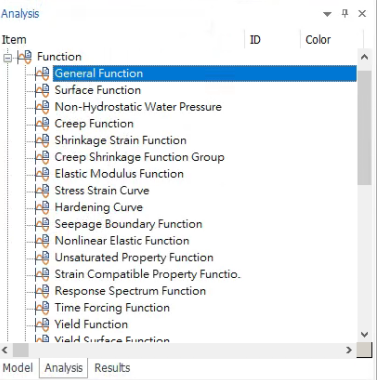 Analysis
Item ID Color
Function
General Function
Surface Function
Non-Hydrostatic Water Pressure
Creep Function
Shrinkage Strain Function
Creep Shrinkage Function Group
Elastic Modulus Function
Stress Strain Curve
Hardening Curve
Seepage Boundary Function
Nonlinear Elastic Function
Unsaturated Property Function
Strain Compatible Property Functio..
Response Spectrum Function
Time Forcing Function
Yield Function
Yield Surface Function
Model Analysis Results